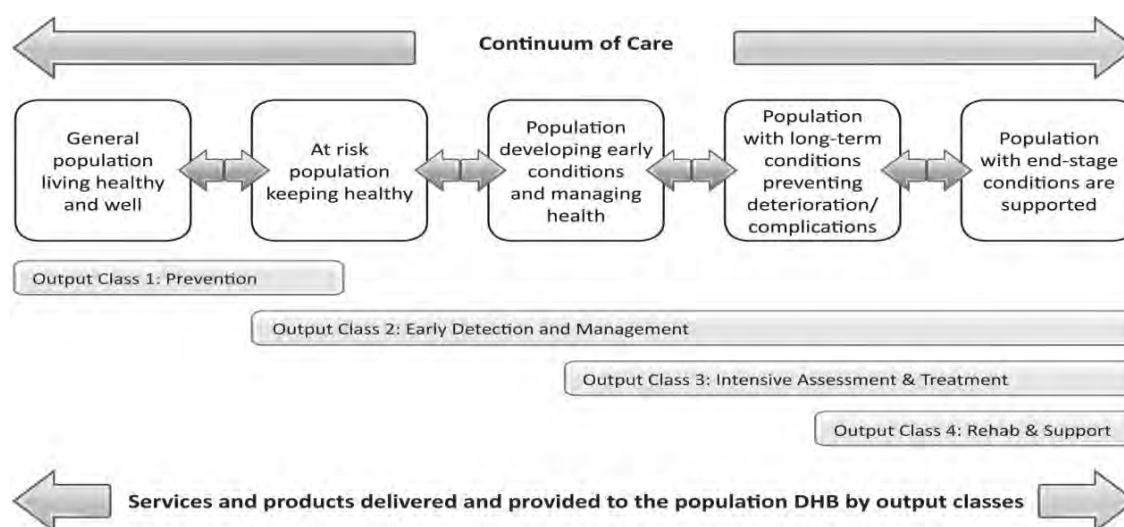 Continuum of Care
General
population
living healthy
and well
At risk
population
keeping healthy
Population
developing early
conditions
and managing
health
Population
with long-term
conditions
preventing
deterioration/
complications
Population
with end-stage
conditions are
supported
Output Class 1: Prevention
Output Class 2: Early Detection and Management
Output Class 3: Intensive Assessment & Treatment
Output Class 4: Rehab & Support
Services and products delivered and provided to the population DHB by output classes